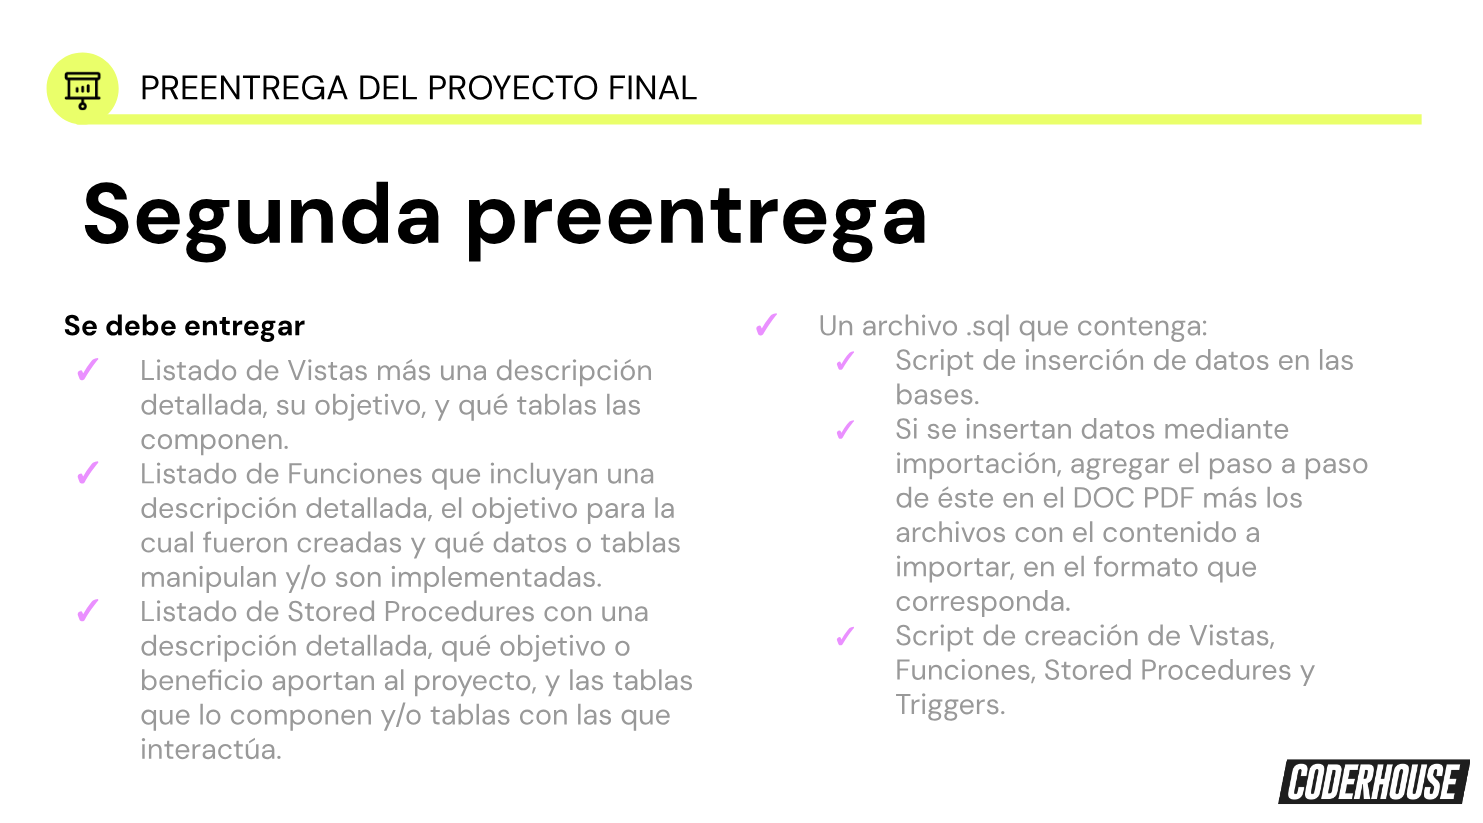 PREENTREGA DEL PROYECTO FINAL
Segunda preentrega
Se debe entregar
✓ Listado de Vistas más una descripción
detallada, su objetivo, y qué tablas las
componen.
✓ Listado de Funciones que incluyan una
descripción detallada, el objetivo para la
cual fueron creadas y qué datos o tablas
manipulan y/o son implementadas.
✓ Listado de Stored Procedures con una
descripción detallada, qué objetivo o
beneficio aportan al proyecto, y las tablas
que lo componen y/o tablas con las que
interactúa.
✓ Un archivo .sql que contenga:
✓ Script de inserción de datos en las
bases.
✓ Si se insertan datos mediante
importación, agregar el paso a paso
de éste en el DOC PDF más los
archivos con el contenido a
importar, en el formato que
corresponda.
✓ Script de creación de Vistas,
Funciones, Stored Procedures y
Triggers.
CODERHOUSE